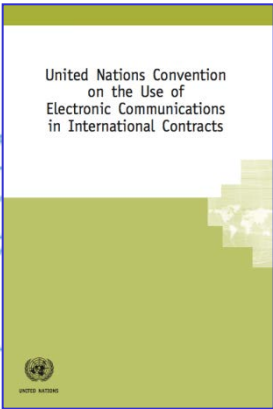 United Nations Convention
on the Use of
Electronic Communications
in International Contracts
UNITED NATIONS